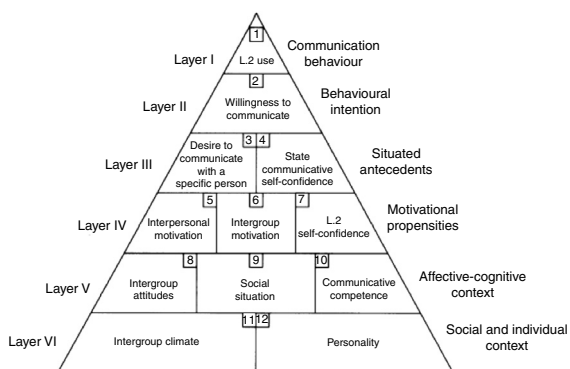 1
Layer I
L.2 use
Communication
behaviour
2
Layer II
Willingness to
communicate
Behavioural
intention
3 4
Layer III
Desire to
communicate
with a
specific person
State
communicative
self-confidence
Situated
antecedents
5 6 7
Layer IV
Interpersonal
motivation
Intergroup
motivation
L.2
self-confidence
Motivational
propensities
8 9 10
Layer V
Intergroup
attitudes
Social
situation
Communicative
competence
Affective-cognitive
context
11 12
Layer VI
Intergroup climate
Personality
Social and individual
context